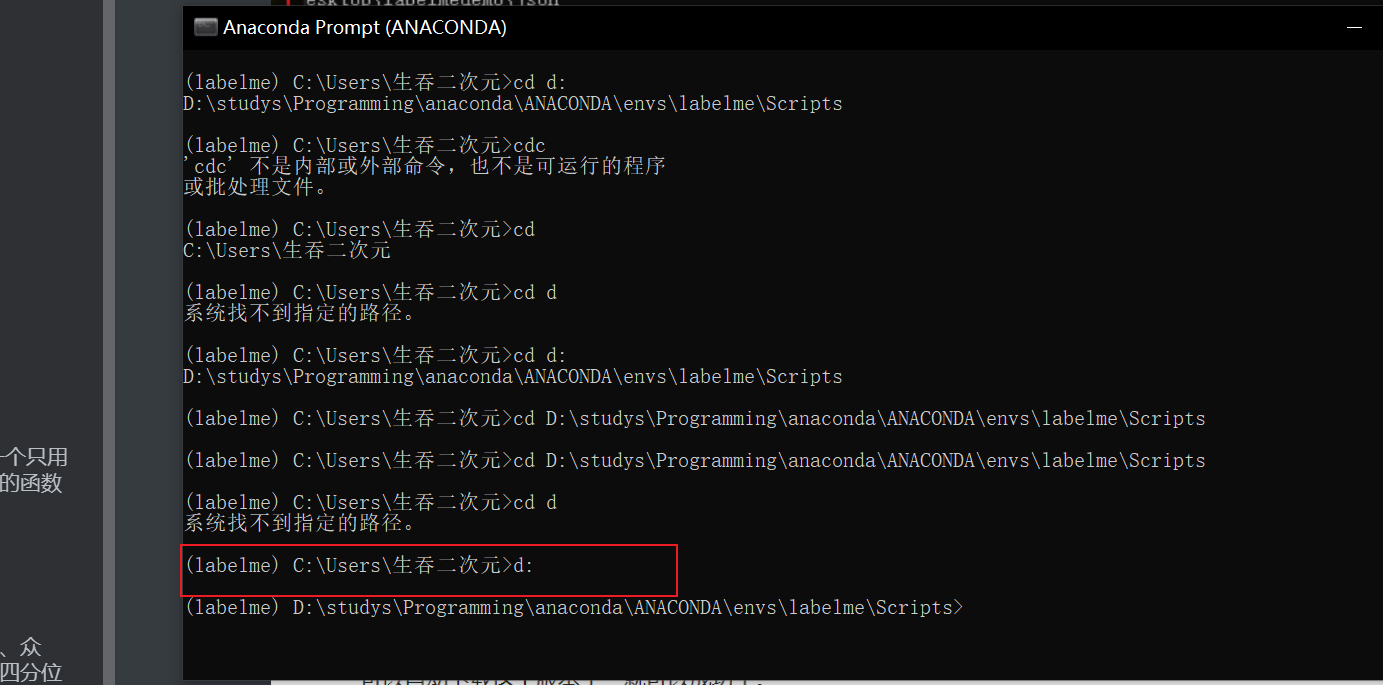 esktop\labelmedemo\json
Anaconda Prompt (ANACONDA)
(labelme) C:\Users\生吞二次元>cd d:
D:\studys\Programming\anaconda\ANACONDA\envs\labelme\Scripts
(labelme) C:\Users\生吞二次元>cdc
'cdc' 不是内部或外部命令，也不是可运行的程序
或批处理文件。
(labelme) C:\Users\生吞二次元>cd
C:\Users\生吞二次元
(labelme) C:\Users\生吞二次元>cd d
系统找不到指定的路径。
(labelme) C:\Users\生吞二次元>cd d:
D:\studys\Programming\anaconda\ANACONDA\envs\labelme\Scripts
(labelme) C:\Users\生吞二次元>cd D:\studys\Programming\anaconda\ANACONDA\envs\labelme\Scripts
(labelme) C:\Users\生吞二次元>cd D:\studys\Programming\anaconda\ANACONDA\envs\labelme\Scripts
(labelme) C:\Users\生吞二次元>cd d
系统找不到指定的路径。
(labelme) C:\Users\生吞二次元>d:
(labelme) D:\studys\Programming\anaconda\ANACONDA\envs\labelme\Scripts>
一个只用
的函数
、众
四分位